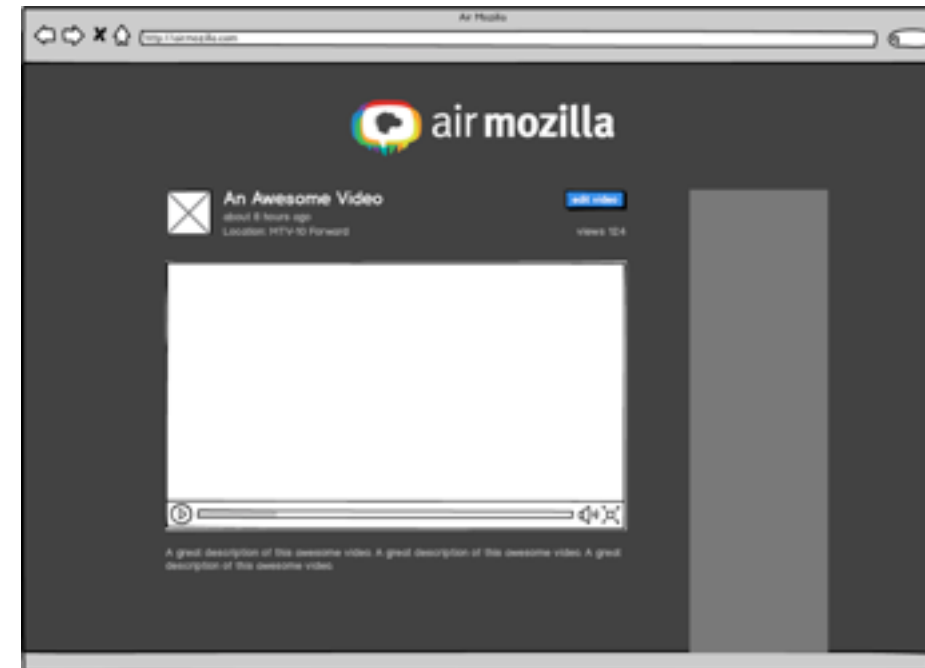 Air Mozilla
http://airmozilla.com
air mozilla
An Awesome Video
edit video
about 8 hours ago
Location: MTV-10 Forward
views 124
A great description of this awesome video. A great description of this awesome video. A great
description of this awesome video.